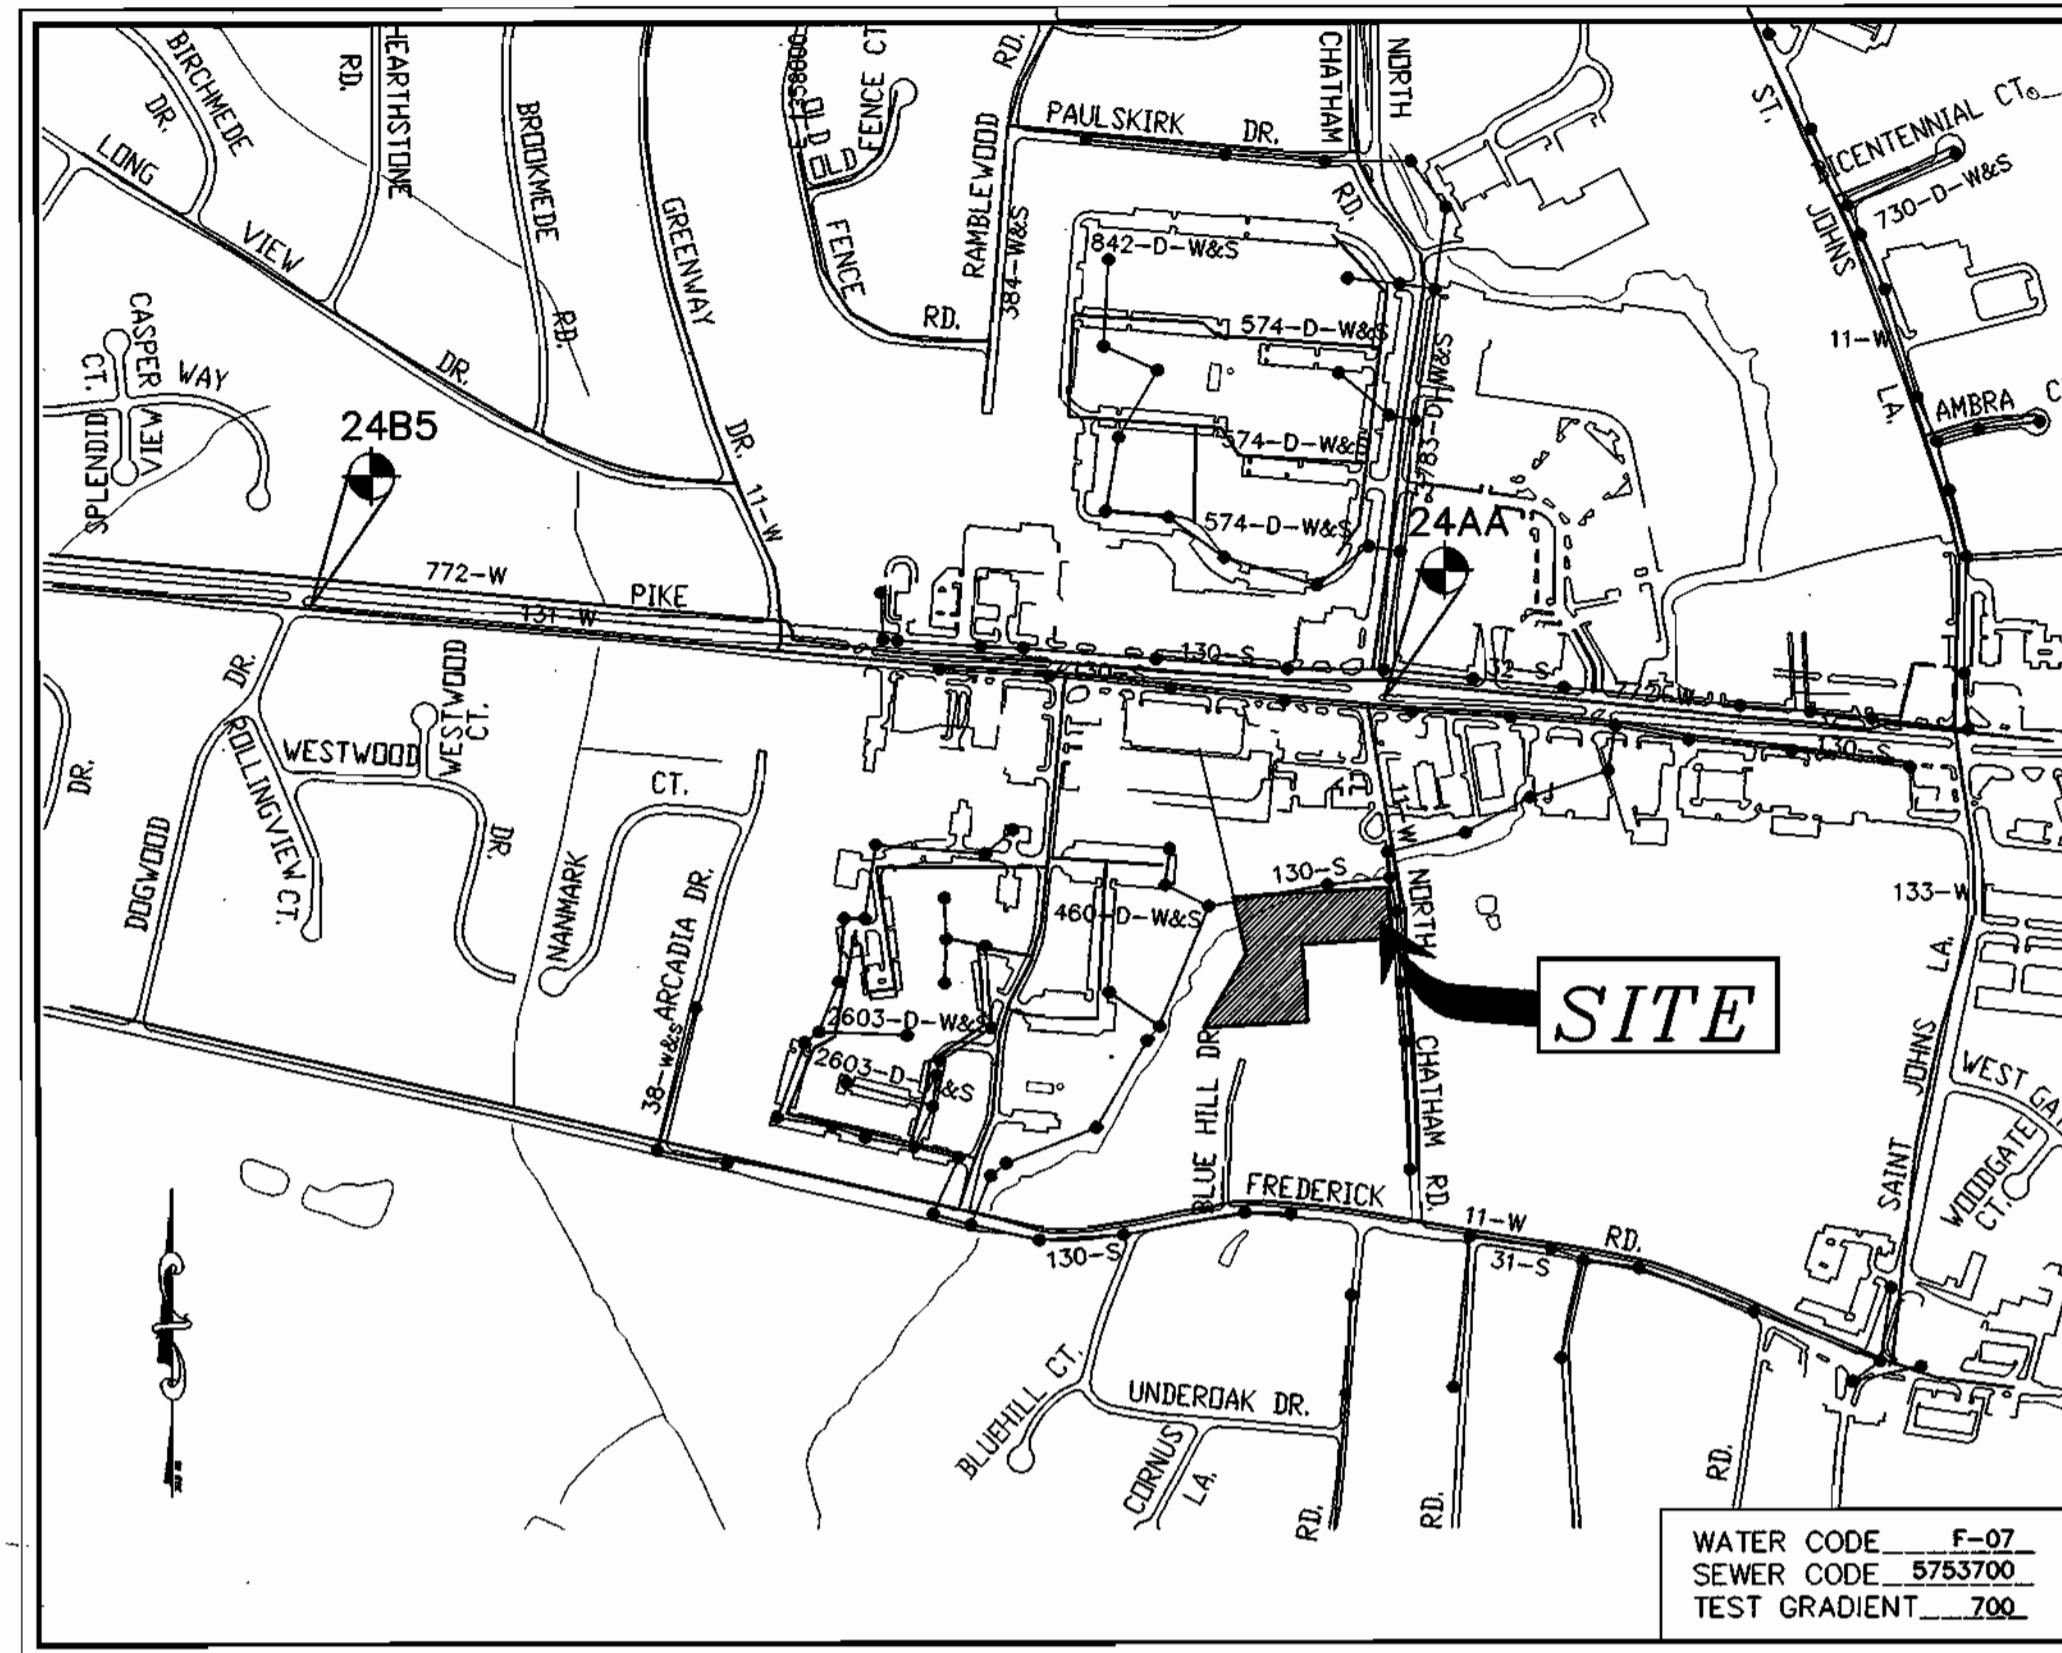 BIRCHMEDE
DR.
HEARTHSTONE
RD.
BROOKMEDE
RD.
GREENWAY
DR.
E 1358000
OLD
OLD
FENCE CT
FENCE
RD.
RD.
RAMBLEWOOD
384-W&S
PAULSKIRK DR.
CHATHAM
RD.
NORTH
ST.
JOHNS
LA.
BICENTENNIAL CT.
730-D-W&S
11-W
AMBRA
LONG
VIEW
DR.
CASPER
VIEW
SPLENDID
CT.
WAY
24B5
842-D-W&S
574-D-W&S
574-D-W&S
574-D-W&S
783-D-W&S
24AA
11-W
772-W
PIKE
131-W
130-S
130-S
32-S
772-W
130-S
DR.
DR.
WESTWOOD
CT.
WESTWOOD
DR.
ROLLINGVIEW CT.
DOGWOOD
CT.
NANMARK
ARCADIA DR.
38-W&S
11-W
130-S
460-D-W&S
NORTH
CHATHAM
RD.
133-W
2603-D-W&S
2603-D-W&S
SITE
LA.
JOHNS
SAINT
WEST GA
WOODGATE
CT.
BLUE HILL DR.
FREDERICK
RD.
11-W
31-S
130-S
BLUEHILL CT.
UNDEROAK DR.
CORNUS
LA.
RD.
RD.
RD.
WATER CODE F-07
SEWER CODE 5753700
TEST GRADIENT 700